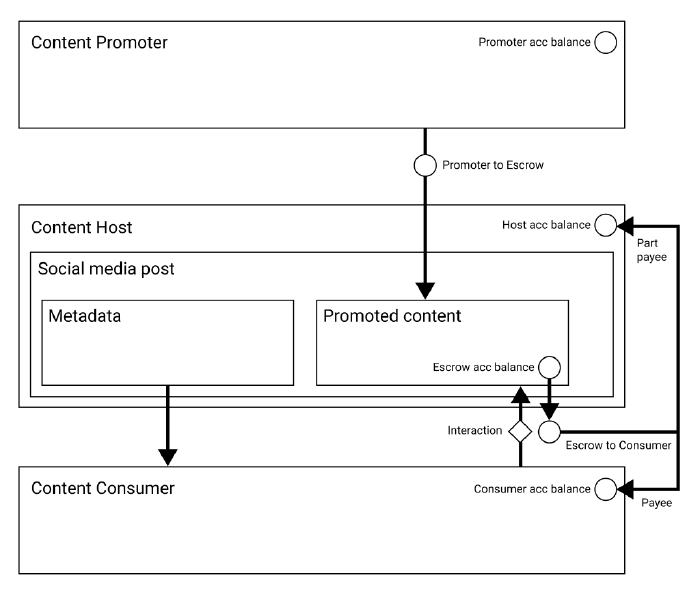 Content Promoter
Promoter acc balance
Promoter to Escrow
Content Host
Host acc balance
Part
payee
Social media post
Metadata
Promoted content
Escrow acc balance
Interaction
Escrow to Consumer
Content Consumer
Consumer acc balance
Payee